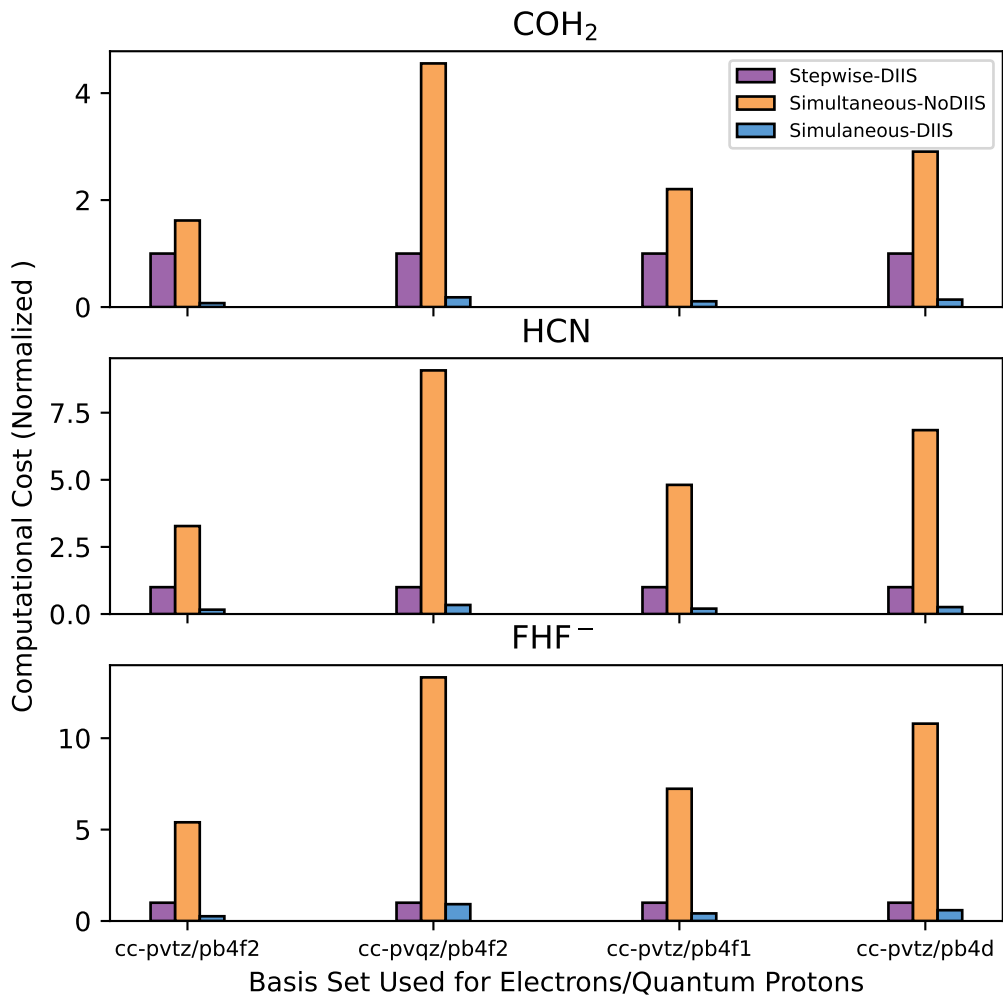 COH₂
Stepwise-DIIS
Simultaneous-NoDIIS
Simulaneous-DIIS
4
2
0
HCN
7.5
5.0
2.5
0.0
FHF⁻
10
5
0
Computational Cost (Normalized )
cc-pvtz/pb4f2 cc-pvqz/pb4f2 cc-pvtz/pb4f1 cc-pvtz/pb4d
Basis Set Used for Electrons/Quantum Protons